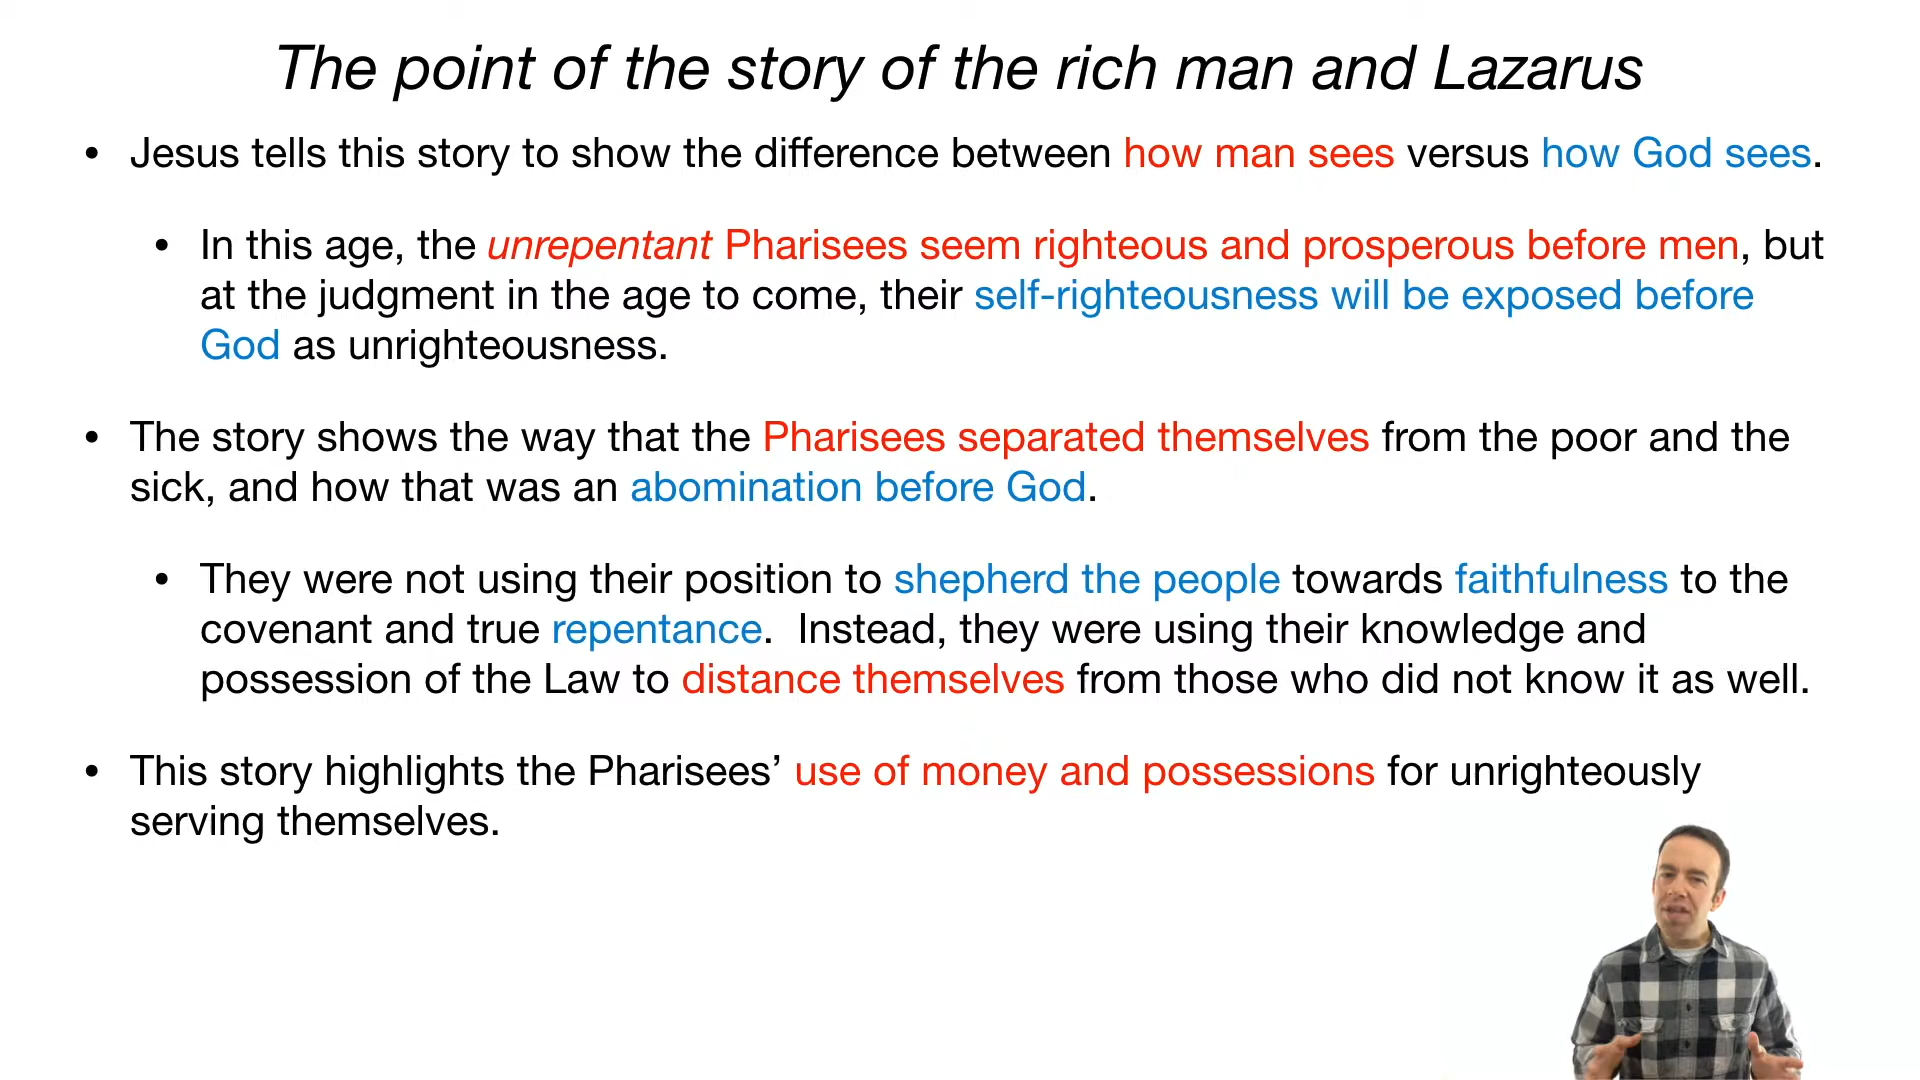 The point of the story of the rich man and Lazarus
• Jesus tells this story to show the difference between how man sees versus how God sees.
• In this age, the unrepentant Pharisees seem righteous and prosperous before men, but
at the judgment in the age to come, their self-righteousness will be exposed before
God as unrighteousness.
• The story shows the way that the Pharisees separated themselves from the poor and the
sick, and how that was an abomination before God.
• They were not using their position to shepherd the people towards faithfulness to the
covenant and true repentance.  Instead, they were using their knowledge and
possession of the Law to distance themselves from those who did not know it as well.
• This story highlights the Pharisees’ use of money and possessions for unrighteously
serving themselves.